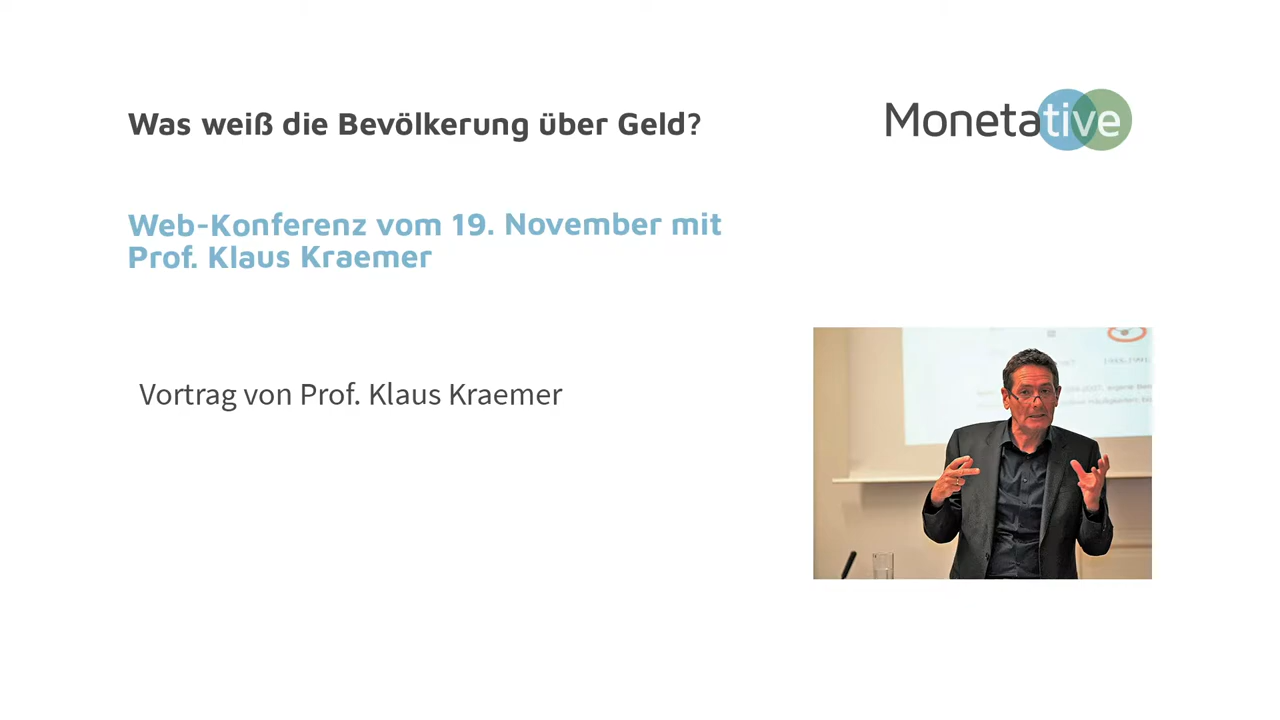 Was weiß die Bevölkerung über Geld?
Monetative
Web-Konferenz vom 19. November mit
Prof. Klaus Kraemer
Vortrag von Prof. Klaus Kraemer